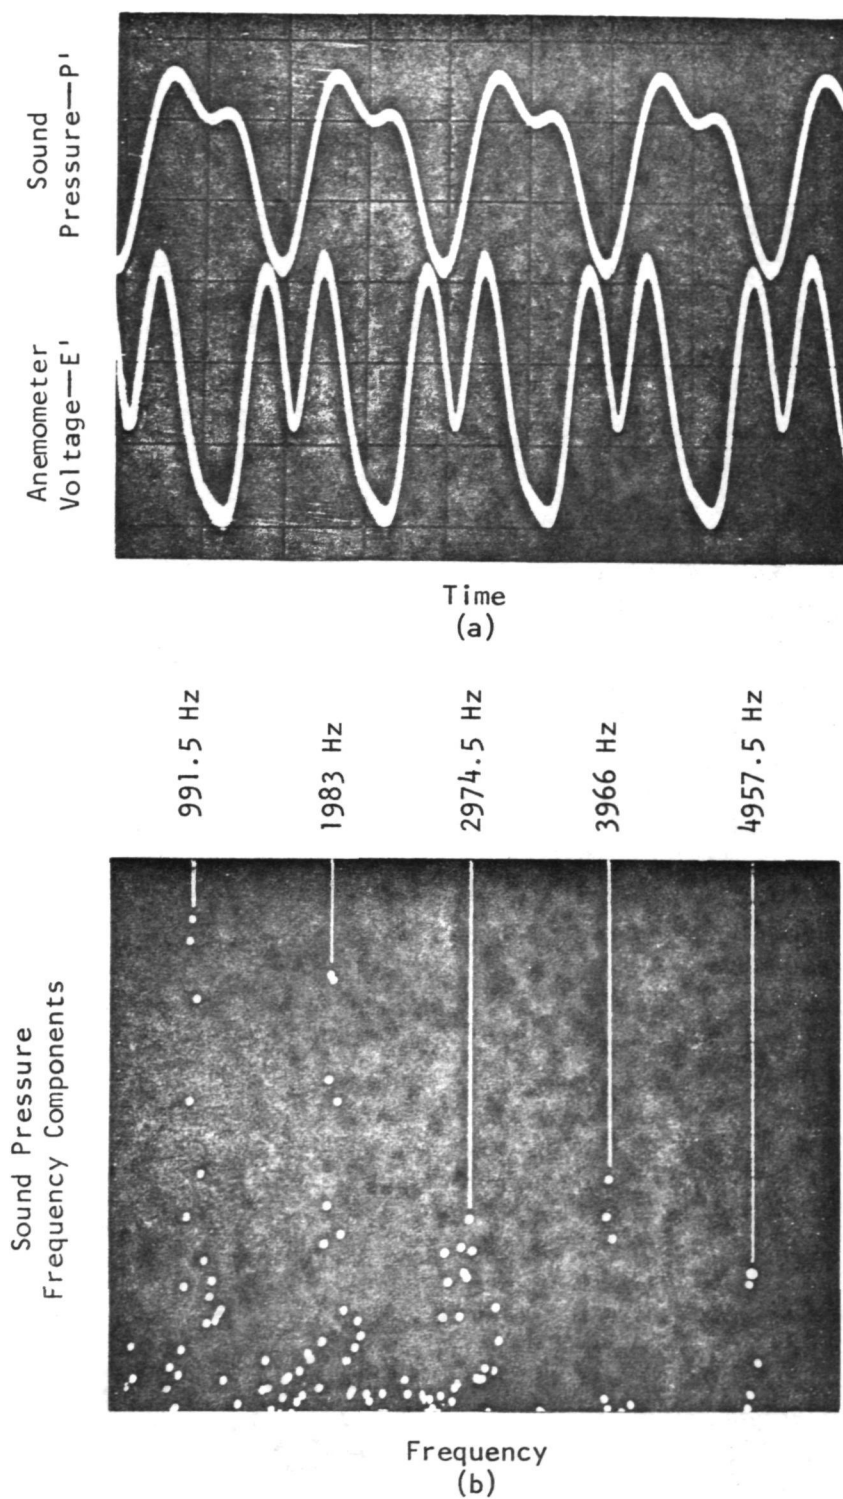 Sound
Pressure—P'
Anemometer
Voltage—E'
Time
(a)
991.5 Hz
1983 Hz
2974.5 Hz
3966 Hz
4957.5 Hz
Sound Pressure
Frequency Components
Frequency
(b)